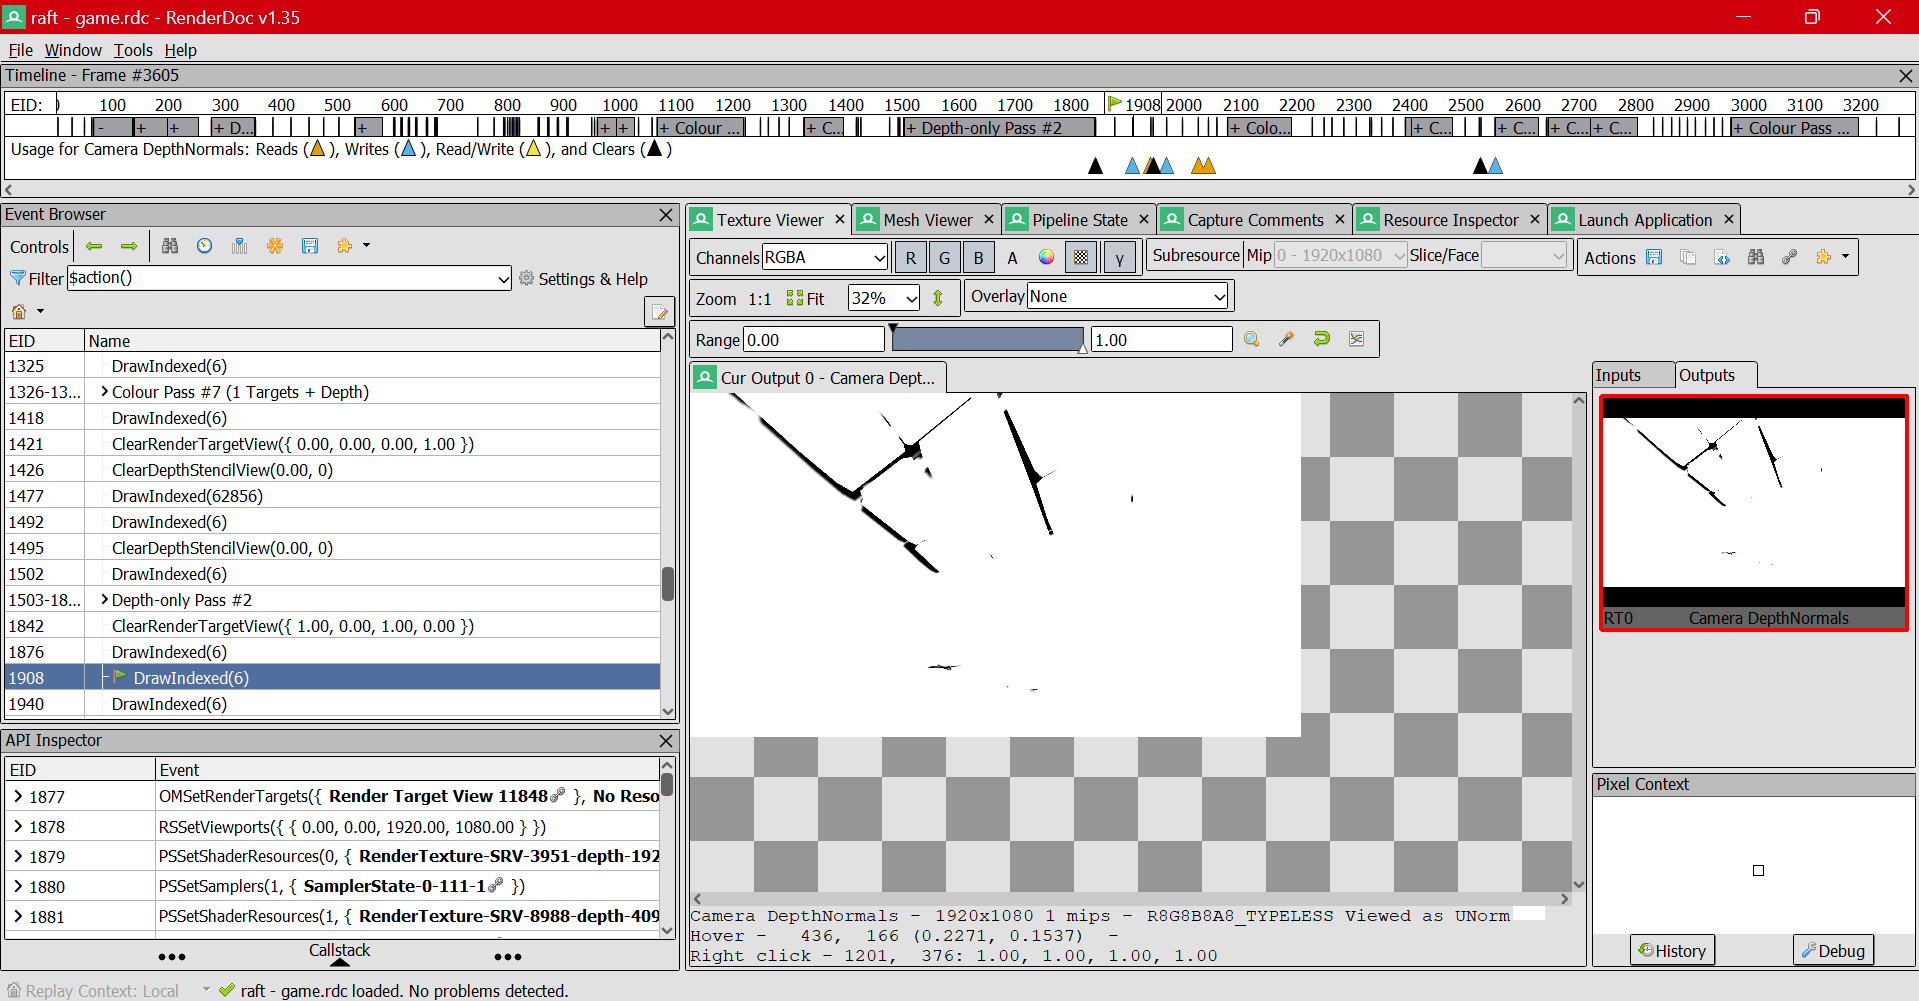 raft - game.rdc - RenderDoc v1.35
File Window Tools Help
Timeline - Frame #3605
EID: 100 200 300 400 500 600 700 800 900 1000 1100 1200 1300 1400 1500 1600 1700 1800 1908 2000 2100 2200 2300 2400 2500 2600 2700 2800 2900 3000 3100 3200
- + + + D... + + + + Colour ... + C... + Depth-only Pass #2 + Colo... + C... + C... + C... + C... + Colour Pass ...
Usage for Camera DepthNormals: Reads ( ), Writes ( ), Read/Write ( ), and Clears ( )
Event Browser
Controls
Filter $action() Settings & Help
EID Name
1325 DrawIndexed(6)
1326-13... Colour Pass #7 (1 Targets + Depth)
1418 DrawIndexed(6)
1421 ClearRenderTargetView({ 0.00, 0.00, 0.00, 1.00 })
1426 ClearDepthStencilView(0.00, 0)
1477 DrawIndexed(62856)
1492 DrawIndexed(6)
1495 ClearDepthStencilView(0.00, 0)
1502 DrawIndexed(6)
1503-18... Depth-only Pass #2
1842 ClearRenderTargetView({ 1.00, 0.00, 1.00, 0.00 })
1876 DrawIndexed(6)
1908 DrawIndexed(6)
1940 DrawIndexed(6)
API Inspector
EID Event
1877 OMSetRenderTargets({ Render Target View 11848 }, No Reso
1878 RSSetViewports({ { 0.00, 0.00, 1920.00, 1080.00 } })
1879 PSSetShaderResources(0, { RenderTexture-SRV-3951-depth-192
1880 PSSetSamplers(1, { SamplerState-0-111-1 })
1881 PSSetShaderResources(1, { RenderTexture-SRV-8988-depth-409
Callstack
Texture Viewer Mesh Viewer Pipeline State Capture Comments Resource Inspector Launch Application
Channels RGBA R G B A γ Subresource Mip 0 - 1920x1080 Slice/Face Actions
Zoom 1:1 Fit 32% Overlay None
Range 0.00 1.00
Cur Output 0 - Camera Dept...
Inputs Outputs
RT0 Camera DepthNormals
Pixel Context
History Debug
Camera DepthNormals - 1920x1080 1 mips - R8G8B8A8_TYPELESS Viewed as UNorm
Hover - 436, 166 (0.2271, 0.1537) -
Right click - 1201, 376: 1.00, 1.00, 1.00, 1.00
Replay Context: Local raft - game.rdc loaded. No problems detected.